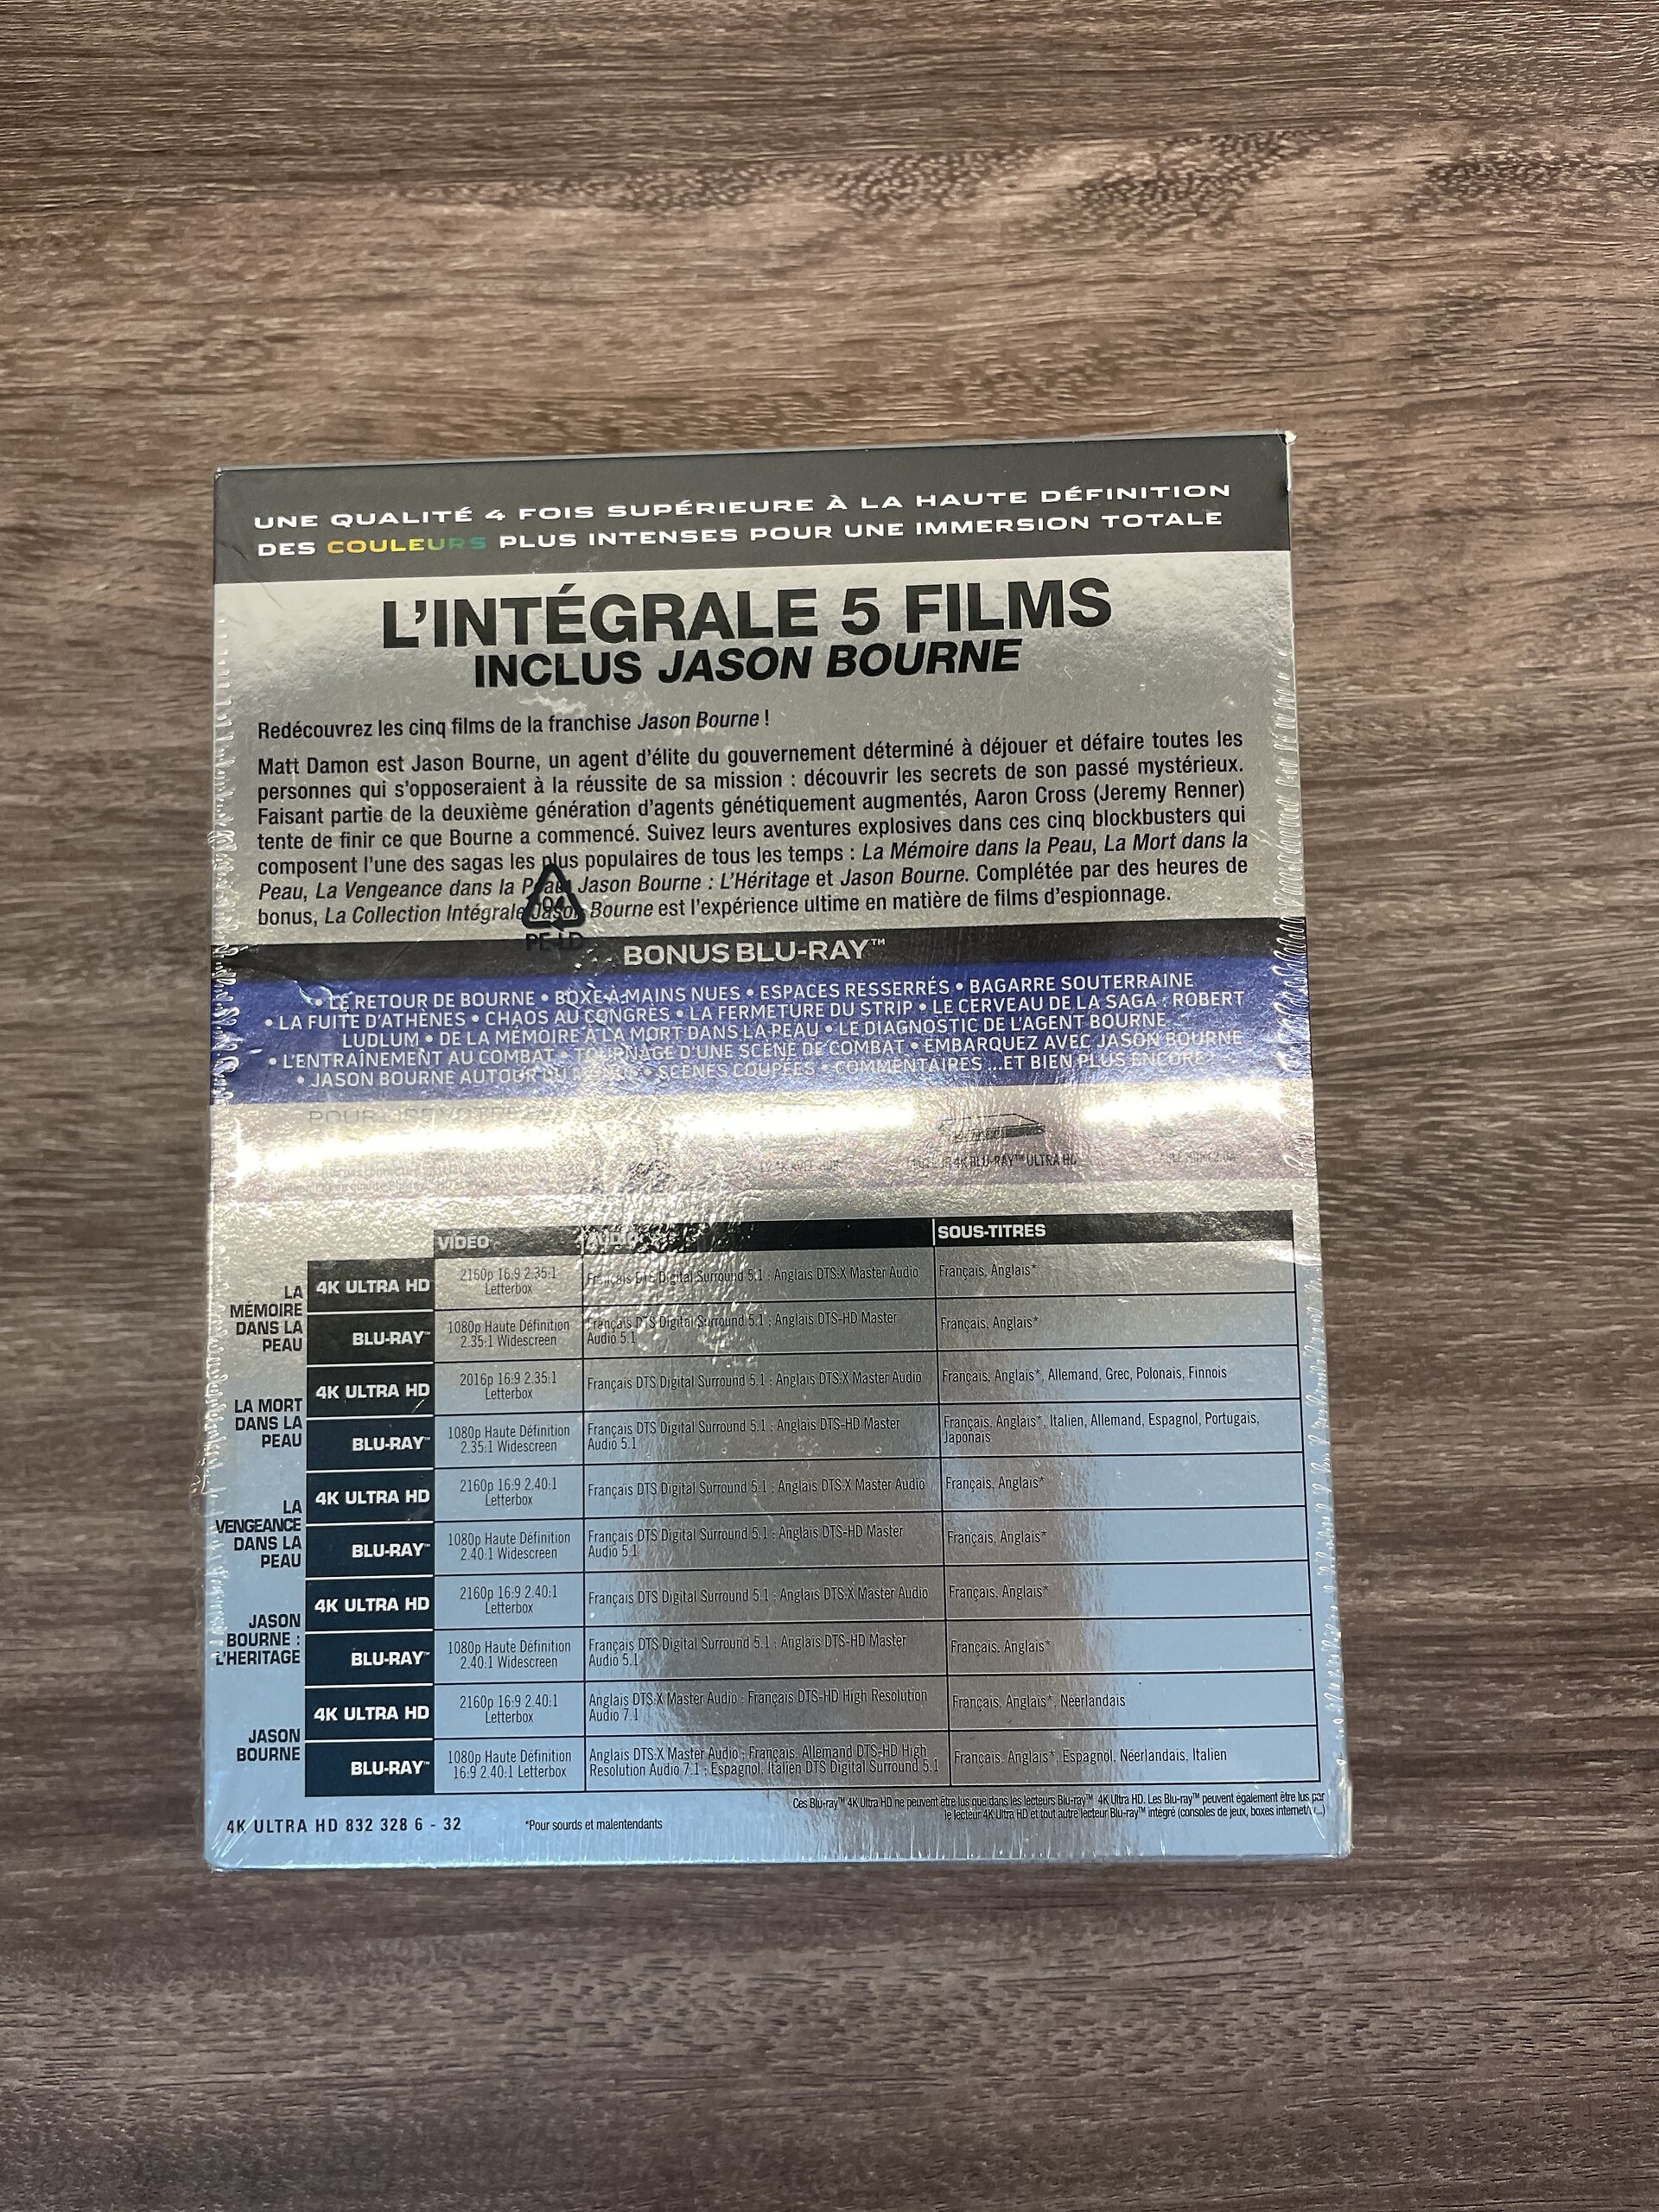 UNE QUALITÉ 4 FOIS SUPÉRIEURE À LA HAUTE DÉFINITION
DES COULEURS PLUS INTENSES POUR UNE IMMERSION TOTALE
L'INTÉGRALE 5 FILMS
INCLUS JASON BOURNE
Redécouvrez les cinq films de la franchise Jason Bourne !
Matt Damon est Jason Bourne, un agent d'élite du gouvernement déterminé à déjouer et défaire toutes les
personnes qui s'opposeraient à la réussite de sa mission : découvrir les secrets de son passé mystérieux.
Faisant partie de la deuxième génération d'agents génétiquement augmentés, Aaron Cross (Jeremy Renner)
tente de finir ce que Bourne a commencé. Suivez leurs aventures explosives dans ces cinq blockbusters qui
composent l'une des sagas les plus populaires de tous les temps : La Mémoire dans la Peau, La Mort dans la
Peau, La Vengeance dans la Peau, Jason Bourne : L'Héritage et Jason Bourne. Complétée par des heures de
bonus, La Collection Intégrale Jason Bourne est l'expérience ultime en matière de films d'espionnage.
04
PE-LD
BONUS BLU-RAY™
• LE RETOUR DE BOURNE • BOXE À MAINS NUES • ESPACES RESSERRÉS • BAGARRE SOUTERRAINE
• LA FUITE D'ATHÈNES • CHAOS AU CONGRÈS • LA FERMETURE DU STRIP • LE CERVEAU DE LA SAGA : ROBERT
LUDLUM • DE LA MÉMOIRE À LA MORT DANS LA PEAU • LE DIAGNOSTIC DE L'AGENT BOURNE
• L'ENTRAÎNEMENT AU COMBAT • TOURNAGE D'UNE SCÈNE DE COMBAT • EMBARQUEZ AVEC JASON BOURNE
• JASON BOURNE AUTOUR DU MONDE • SCÈNES COUPÉES • COMMENTAIRES ...ET BIEN PLUS ENCORE !
POUR
4K BLU-RAY™ ULTRA HD
VIDEO AUDIO SOUS-TITRES
LA MÉMOIRE DANS LA PEAU
4K ULTRA HD 2160p 16:9 2.35:1 Letterbox Français DTS Digital Surround 5.1 ; Anglais DTS:X Master Audio Français, Anglais*
BLU-RAY™ 1080p Haute Définition 2.35:1 Widescreen Français DTS Digital Surround 5.1 ; Anglais DTS-HD Master Audio 5.1 Français, Anglais*
LA MORT DANS LA PEAU
4K ULTRA HD 2016p 16:9 2.35:1 Letterbox Français DTS Digital Surround 5.1 ; Anglais DTS:X Master Audio Français, Anglais*, Allemand, Grec, Polonais, Finnois
BLU-RAY™ 1080p Haute Définition 2.35:1 Widescreen Français DTS Digital Surround 5.1 ; Anglais DTS-HD Master Audio 5.1 Français, Anglais*, Italien, Allemand, Espagnol, Portugais, Japonais
LA VENGEANCE DANS LA PEAU
4K ULTRA HD 2160p 16:9 2.40:1 Letterbox Français DTS Digital Surround 5.1 ; Anglais DTS:X Master Audio Français, Anglais*
BLU-RAY™ 1080p Haute Définition 2.40:1 Widescreen Français DTS Digital Surround 5.1 ; Anglais DTS-HD Master Audio 5.1 Français, Anglais*
JASON BOURNE : L'HERITAGE
4K ULTRA HD 2160p 16:9 2.40:1 Letterbox Français DTS Digital Surround 5.1 ; Anglais DTS:X Master Audio Français, Anglais*
BLU-RAY™ 1080p Haute Définition 2.40:1 Widescreen Français DTS Digital Surround 5.1 ; Anglais DTS-HD Master Audio 5.1 Français, Anglais*
JASON BOURNE
4K ULTRA HD 2160p 16:9 2.40:1 Letterbox Anglais DTS:X Master Audio ; Français DTS-HD High Resolution Audio 7.1 Français, Anglais*, Néerlandais
BLU-RAY™ 1080p Haute Définition 16:9 2.40:1 Letterbox Anglais DTS:X Master Audio ; Français, Allemand DTS-HD High Resolution Audio 7.1 ; Espagnol, Italien DTS Digital Surround 5.1 Français, Anglais*, Espagnol, Néerlandais, Italien
Ces Blu-ray™ 4K Ultra HD ne peuvent être lus que dans les lecteurs Blu-ray™ 4K Ultra HD. Les Blu-ray™ peuvent également être lus par
le lecteur 4K Ultra HD et tout autre lecteur Blu-ray™ intégré (consoles de jeux, boxes internet/tv...)
4K ULTRA HD 832 328 6 - 32
*Pour sourds et malentendants